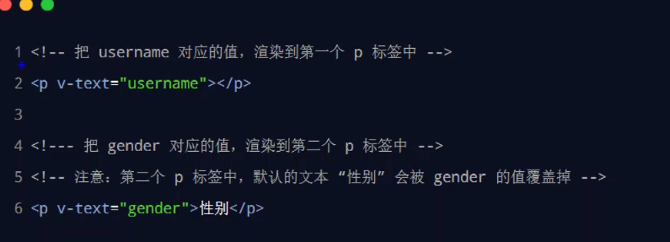 1 <!-- 把 username 对应的值，渲染到第一个 p 标签中 -->
2 <p v-text="username"></p>
3
4 <!--- 把 gender 对应的值，渲染到第二个 p 标签中 -->
5 <!-- 注意：第二个 p 标签中，默认的文本 “性别” 会被 gender 的值覆盖掉 -->
6 <p v-text="gender">性别</p>